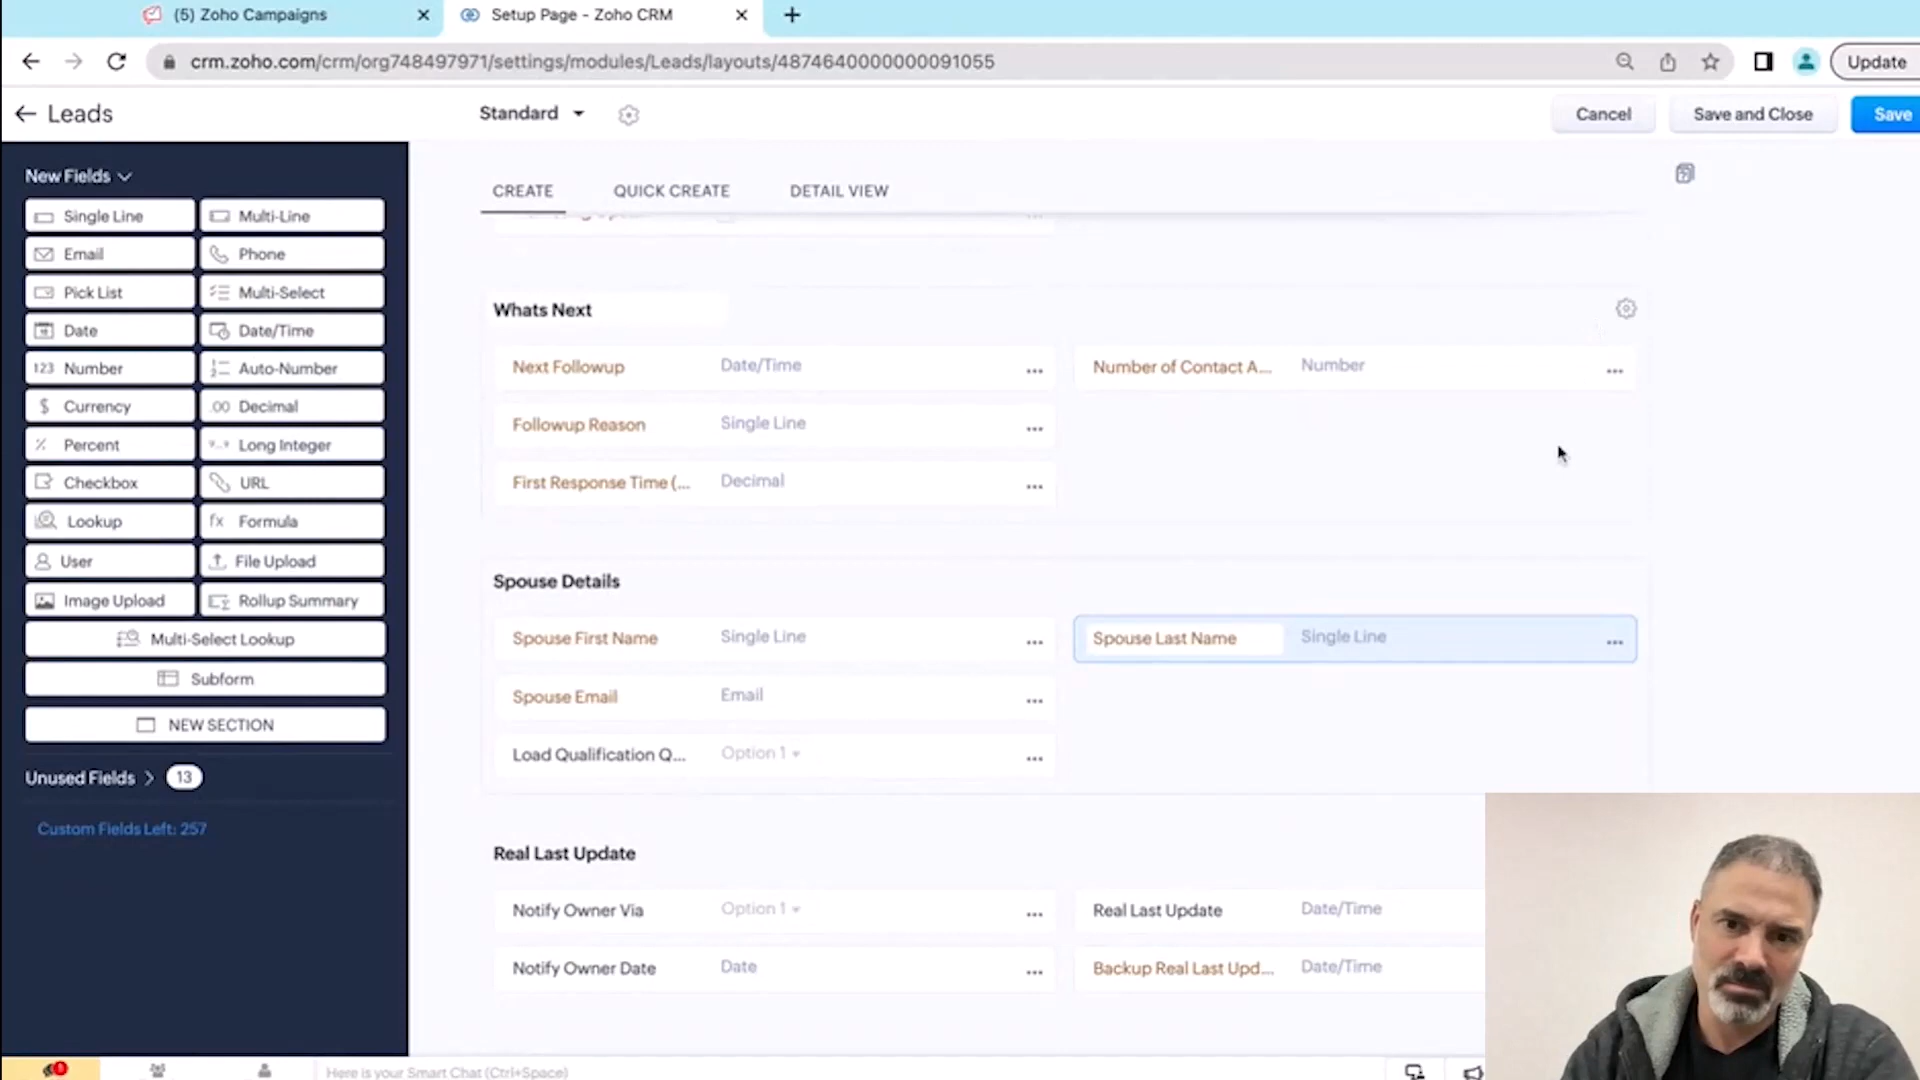 (5) Zoho Campaigns
Setup Page - Zoho CRM
crm.zoho.com/crm/org748497971/settings/modules/Leads/layouts/4874640000000091055
Update
Leads
Standard
Cancel
Save and Close
Save
New Fields
CREATE
QUICK CREATE
DETAIL VIEW
Single Line
Multi-Line
Email
Phone
Pick List
Multi-Select
Date
Date/Time
123 Number
Auto-Number
$ Currency
.00 Decimal
% Percent
Long Integer
Checkbox
URL
Lookup
fx Formula
User
File Upload
Image Upload
Rollup Summary
Multi-Select Lookup
Subform
NEW SECTION
Unused Fields
13
Custom Fields Left: 257
Whats Next
Next Followup
Date/Time
...
Number of Contact A...
Number
...
Followup Reason
Single Line
...
First Response Time (...
Decimal
...
Spouse Details
Spouse First Name
Single Line
...
Spouse Last Name
Single Line
...
Spouse Email
Email
...
Load Qualification Q...
Option 1
...
Real Last Update
Notify Owner Via
Option 1
...
Real Last Update
Date/Time
Notify Owner Date
Date
...
Backup Real Last Upd...
Date/Time
Here is your Smart Chat (Ctrl+Space)